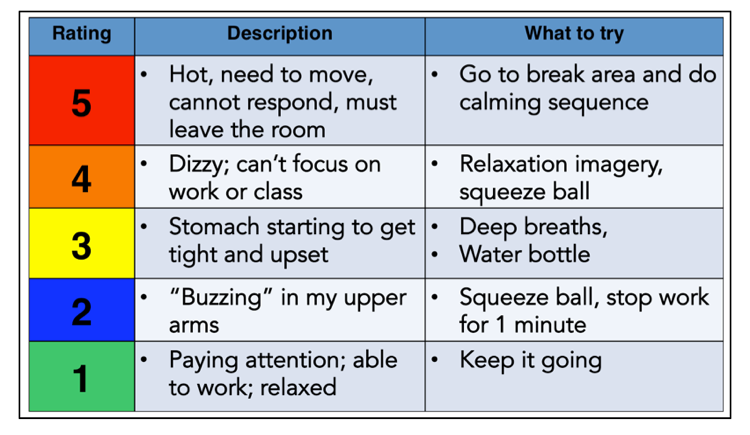 Rating Description What to try
5
• Hot, need to move,
cannot respond, must
leave the room
• Go to break area and do
calming sequence
4
• Dizzy; can’t focus on
work or class
• Relaxation imagery,
squeeze ball
3
• Stomach starting to get
tight and upset
• Deep breaths,
• Water bottle
2
• “Buzzing” in my upper
arms
• Squeeze ball, stop work
for 1 minute
1
• Paying attention; able
to work; relaxed
• Keep it going